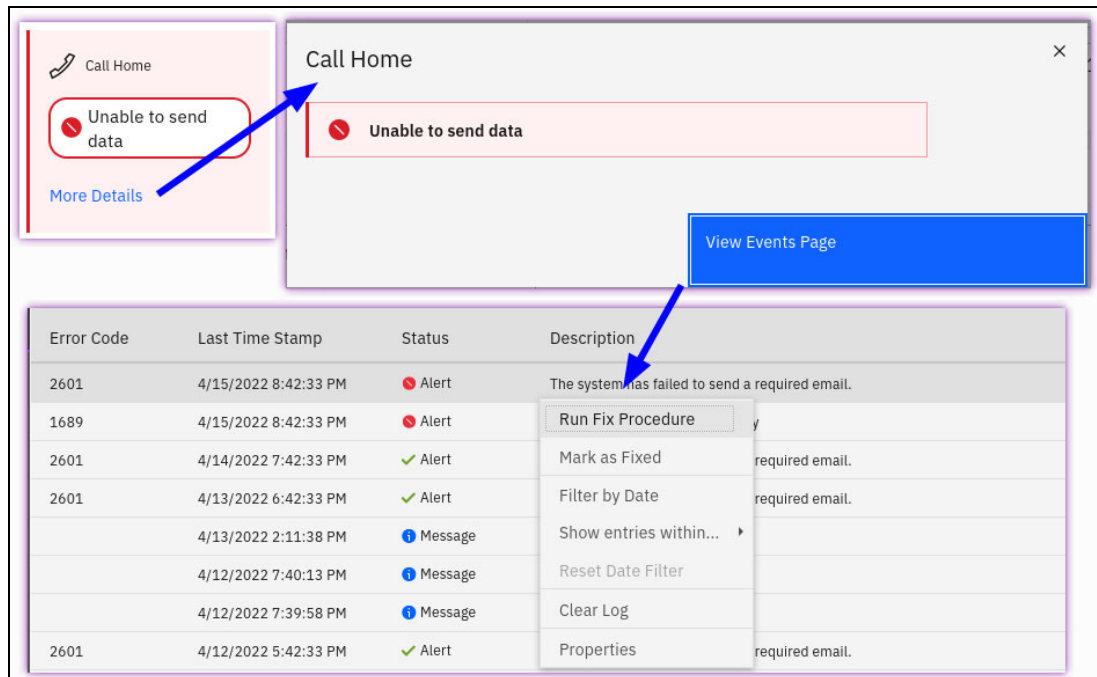 Call Home
Unable to send
data
More Details
Call Home
Unable to send data
View Events Page
Error Code Last Time Stamp Status Description
2601 4/15/2022 8:42:33 PM Alert The system has failed to send a required email.
1689 4/15/2022 8:42:33 PM Alert
2601 4/14/2022 7:42:33 PM Alert required email.
2601 4/13/2022 6:42:33 PM Alert required email.
4/13/2022 2:11:38 PM Message
4/12/2022 7:40:13 PM Message
4/12/2022 7:39:58 PM Message
2601 4/12/2022 5:42:33 PM Alert required email.
Run Fix Procedure
Mark as Fixed
Filter by Date
Show entries within...
Reset Date Filter
Clear Log
Properties